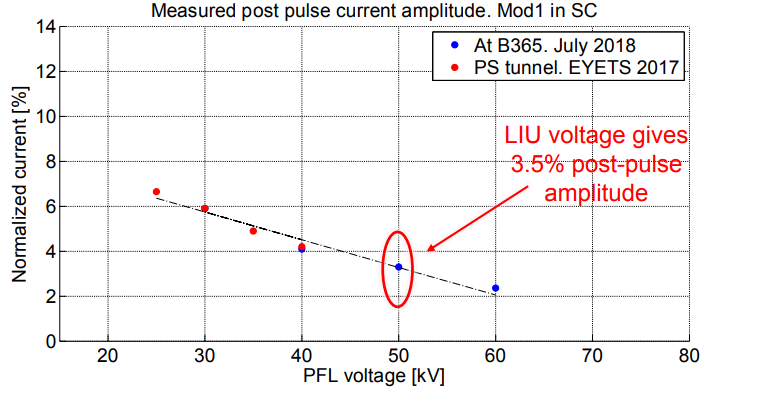 Measured post pulse current amplitude. Mod1 in SC
14
12
10
8
6
4
2
0
Normalized current [%]
At B365. July 2018
PS tunnel. EYETS 2017
LIU voltage gives
3.5% post-pulse
amplitude
20 30 40 50 60 70 80
PFL voltage [kV]